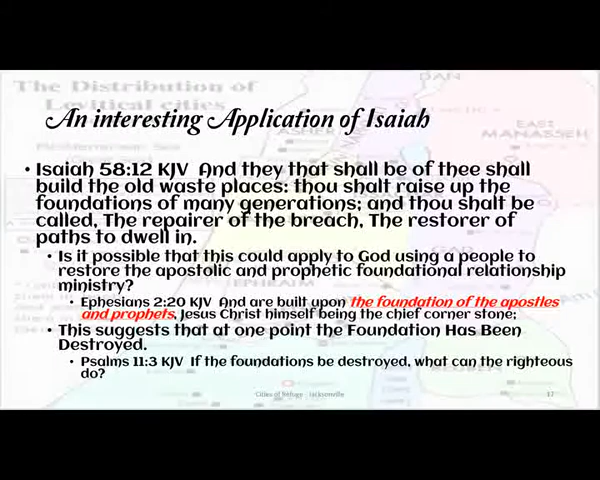 The Distribution of
Levitical cities
DAN
An interesting Application of Isaiah
ASHER
EAST
MANASSEH
• Isaiah 58:12 KJV And they that shall be of thee shall
build the old waste places: thou shalt raise up the
foundations of many generations; and thou shalt be
called, The repairer of the breach, The restorer of
paths to dwell in.
GAD
• Is it possible that this could apply to God using a people to
restore the apostolic and prophetic foundational relationship
ministry?
EPHRAIM
• Ephesians 2:20 KJV And are built upon the foundation of the apostles
and prophets, Jesus Christ himself being the chief corner stone;
• This suggests that at one point the Foundation Has Been
Destroyed.
REUBEN
• Psalms 11:3 KJV If the foundations be destroyed, what can the righteous
do?
Cities of Refuge - Jacksonville
17